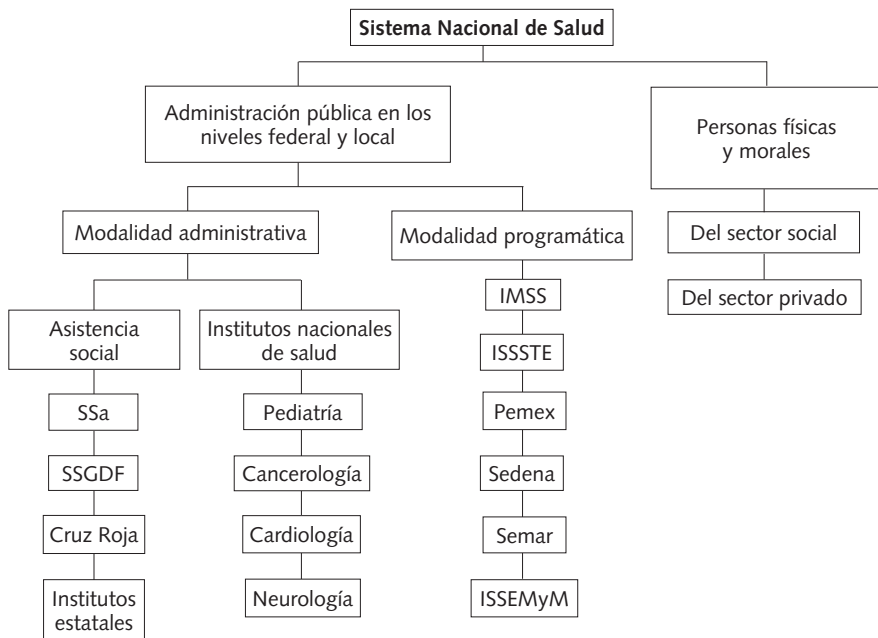 Sistema Nacional de Salud
Administración pública en los
niveles federal y local
Personas físicas
y morales
Modalidad administrativa
Modalidad programática
Del sector social
Del sector privado
Asistencia
social
Institutos nacionales
de salud
IMSS
ISSSTE
SSa
Pediatría
Pemex
SSGDF
Cancerología
Sedena
Cruz Roja
Cardiología
Semar
Institutos
estatales
Neurología
ISSEMyM